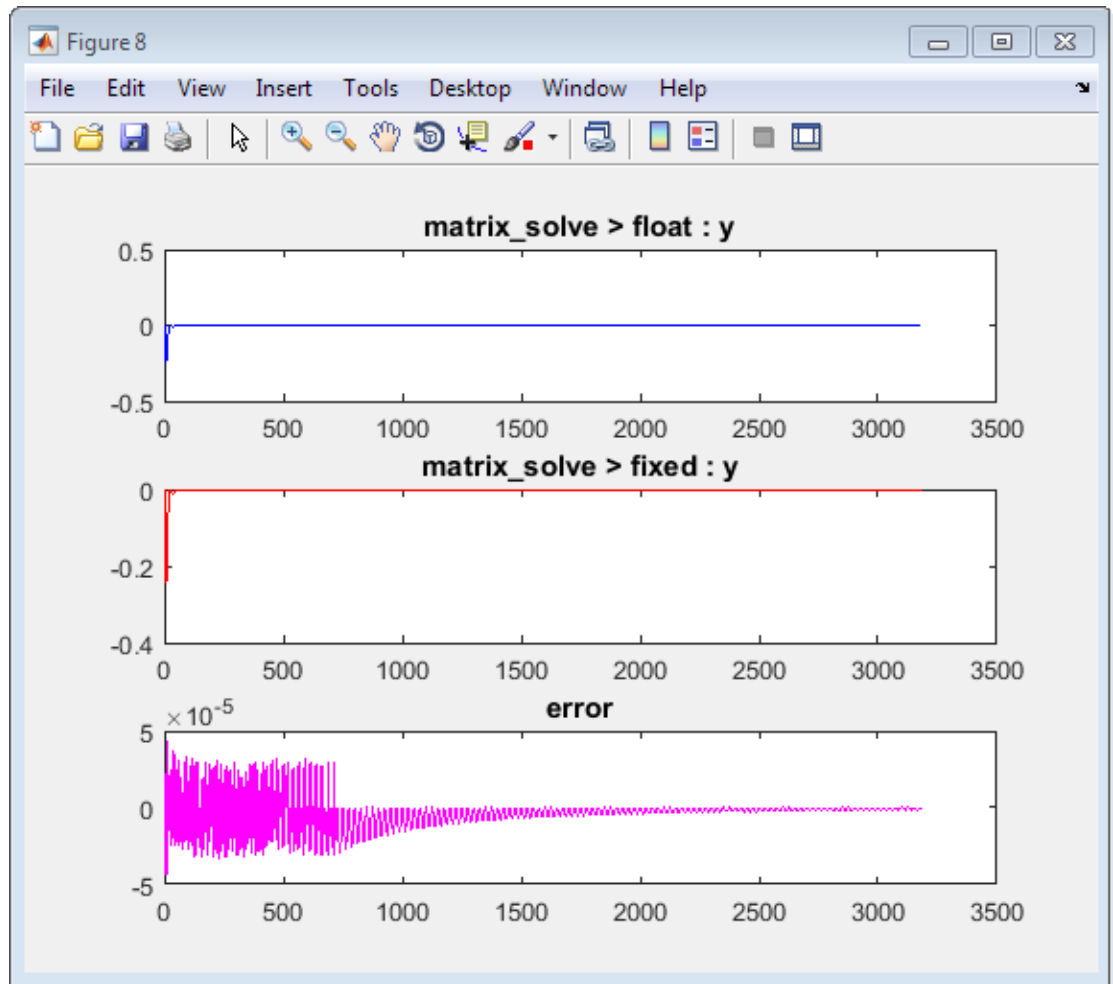 Figure 8
File Edit View Insert Tools Desktop Window Help
matrix_solve > float : y
0.5
0
-0.5
0 500 1000 1500 2000 2500 3000 3500
matrix_solve > fixed : y
0
-0.2
-0.4
0 500 1000 1500 2000 2500 3000 3500
error
×10⁻⁵
5
0
-5
0 500 1000 1500 2000 2500 3000 3500